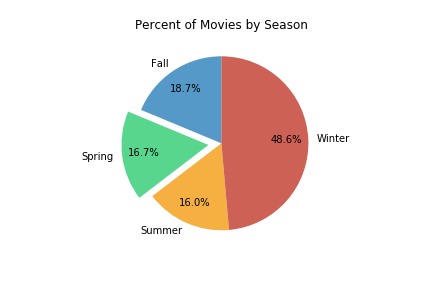 Percent of Movies by Season
Fall
18.7%
Winter
48.6%
Spring
16.7%
Summer
16.0%